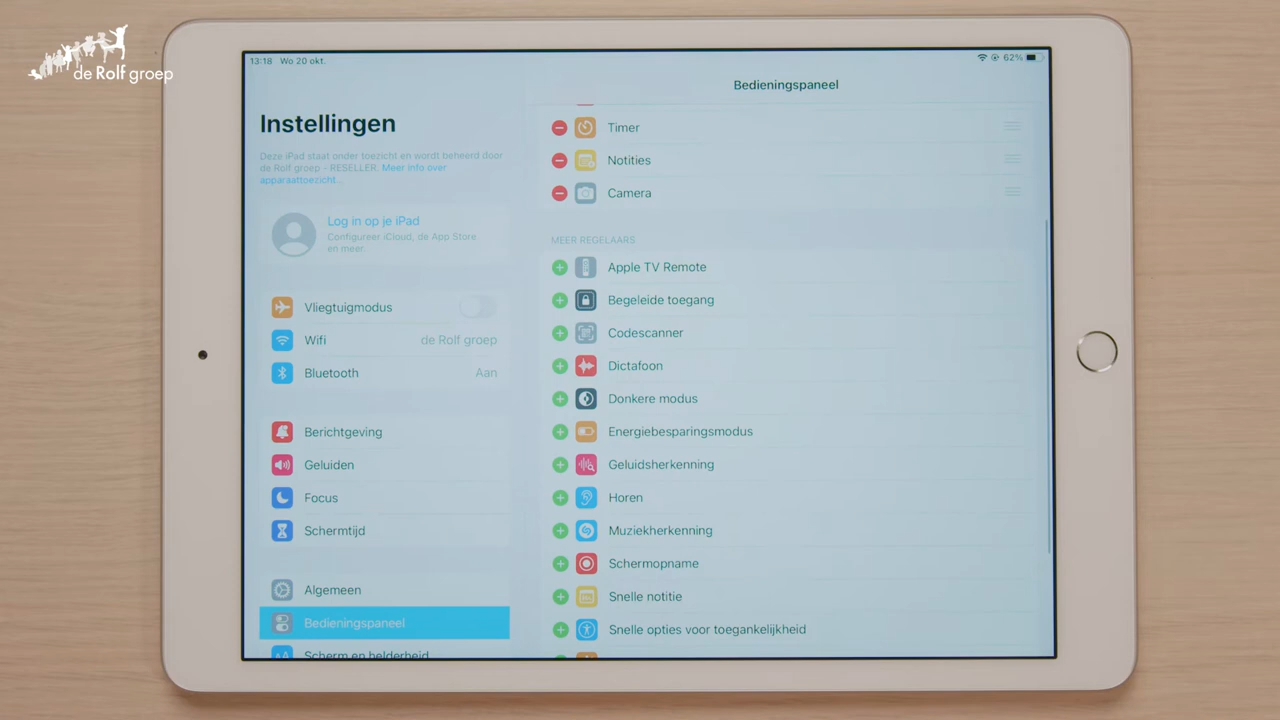 de Rolf groep
13:18 Wo 20 okt.
62%
Instellingen
Deze iPad staat onder toezicht en wordt beheerd door
de Rolf groep - RESELLER. Meer info over
apparaattoezicht...
Log in op je iPad
Configureer iCloud, de App Store
en meer.
Vliegtuigmodus
Wifi de Rolf groep
Bluetooth Aan
Berichtgeving
Geluiden
Focus
Schermtijd
Algemeen
Bedieningspaneel
Scherm en helderheid
Bedieningspaneel
Timer
Notities
Camera
MEER REGELAARS
Apple TV Remote
Begeleide toegang
Codescanner
Dictafoon
Donkere modus
Energiebesparingsmodus
Geluidsherkenning
Horen
Muziekherkenning
Schermopname
Snelle notitie
Snelle opties voor toegankelijkheid